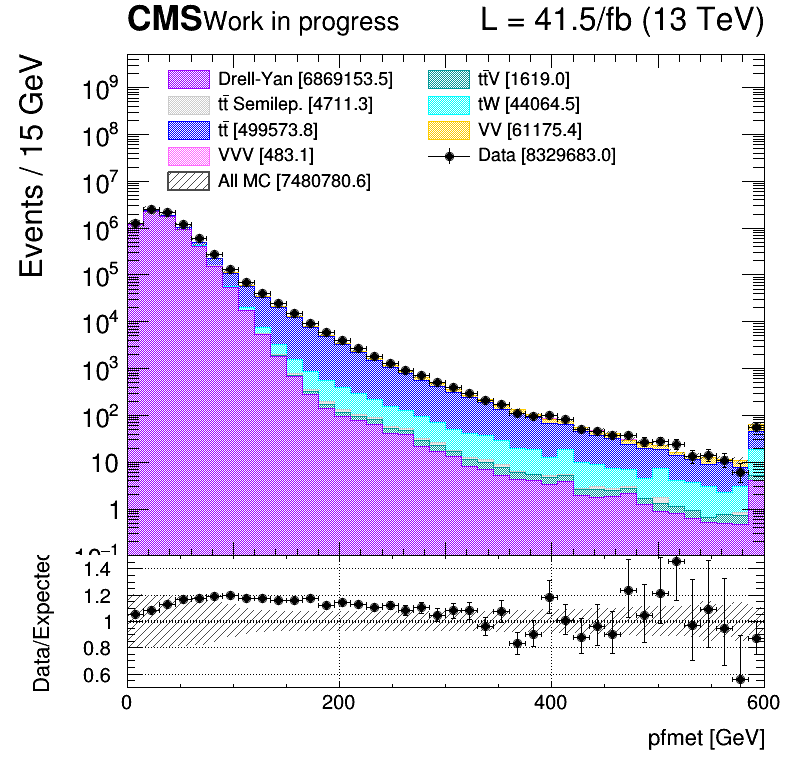 CMS Work in progress L = 41.5/fb (13 TeV)
Events / 15 GeV
Drell-Yan [6869153.5]
tt̄ Semilep. [4711.3]
tt̄ [499573.8]
VVV [483.1]
All MC [7480780.6]
tt̄V [1619.0]
tW [44064.5]
VV [61175.4]
Data [8329683.0]
10⁹
10⁸
10⁷
10⁶
10⁵
10⁴
10³
10²
10
1
10⁻¹
Data/Expected
1.4
1.2
1
0.8
0.6
0 200 400 600
pfmet [GeV]